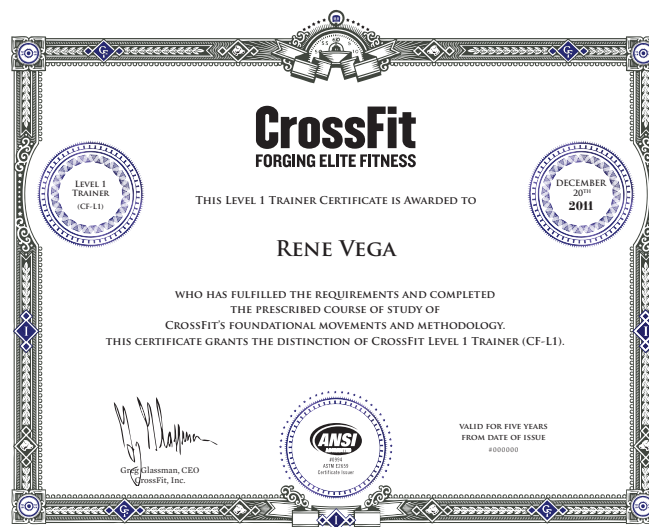 CrossFit
FORGING ELITE FITNESS
LEVEL 1
TRAINER
(CF-L1)
DECEMBER
20TH
2011
THIS LEVEL 1 TRAINER CERTIFICATE IS AWARDED TO
RENE VEGA
WHO HAS FULFILLED THE REQUIREMENTS AND COMPLETED
THE PRESCRIBED COURSE OF STUDY OF
CROSSFIT'S FOUNDATIONAL MOVEMENTS AND METHODOLOGY.
THIS CERTIFICATE GRANTS THE DISTINCTION OF CROSSFIT LEVEL 1 TRAINER (CF-L1).
Greg Glassman, CEO
CrossFit, Inc.
ANSI
#0994
ASTM E2659
Certificate Issuer
VALID FOR FIVE YEARS
FROM DATE OF ISSUE
#000000